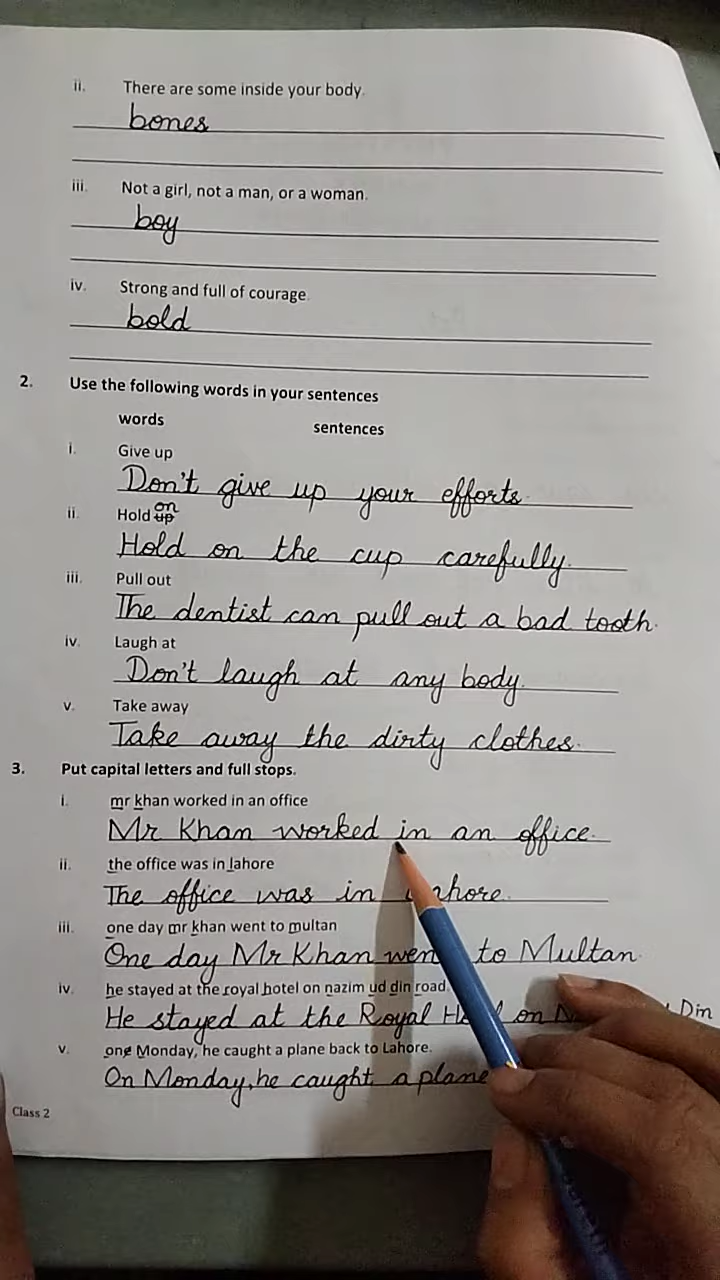 ii. There are some inside your body.
bones
iii. Not a girl, not a man, or a woman.
boy
iv. Strong and full of courage.
bold
2. Use the following words in your sentences
words sentences
i. Give up
Don't give up your efforts.
ii. Hold up on
Hold on the cup carefully.
iii. Pull out
The dentist can pull out a bad tooth.
iv. Laugh at
Don't laugh at any body.
v. Take away
Take away the dirty clothes.
3. Put capital letters and full stops.
i. mr khan worked in an office
Mr Khan worked in an office.
ii. the office was in lahore
The office was in
iii. one day mr khan went to multan
One day Mr Khan to Multan.
iv. he stayed at the royal hotel on nazim ud din road
He stayed at the Royal on Din
v. one Monday, he caught a plane back to Lahore.
On Monday, he caught a plane
Class 2